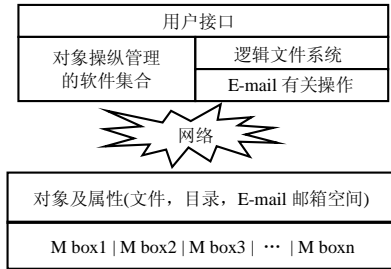 用户接口
对象操纵管理
的软件集合
逻辑文件系统
E-mail 有关操作
网络
对象及属性(文件，目录，E-mail 邮箱空间)
M box1 | M box2 | M box3 | ··· | M boxn